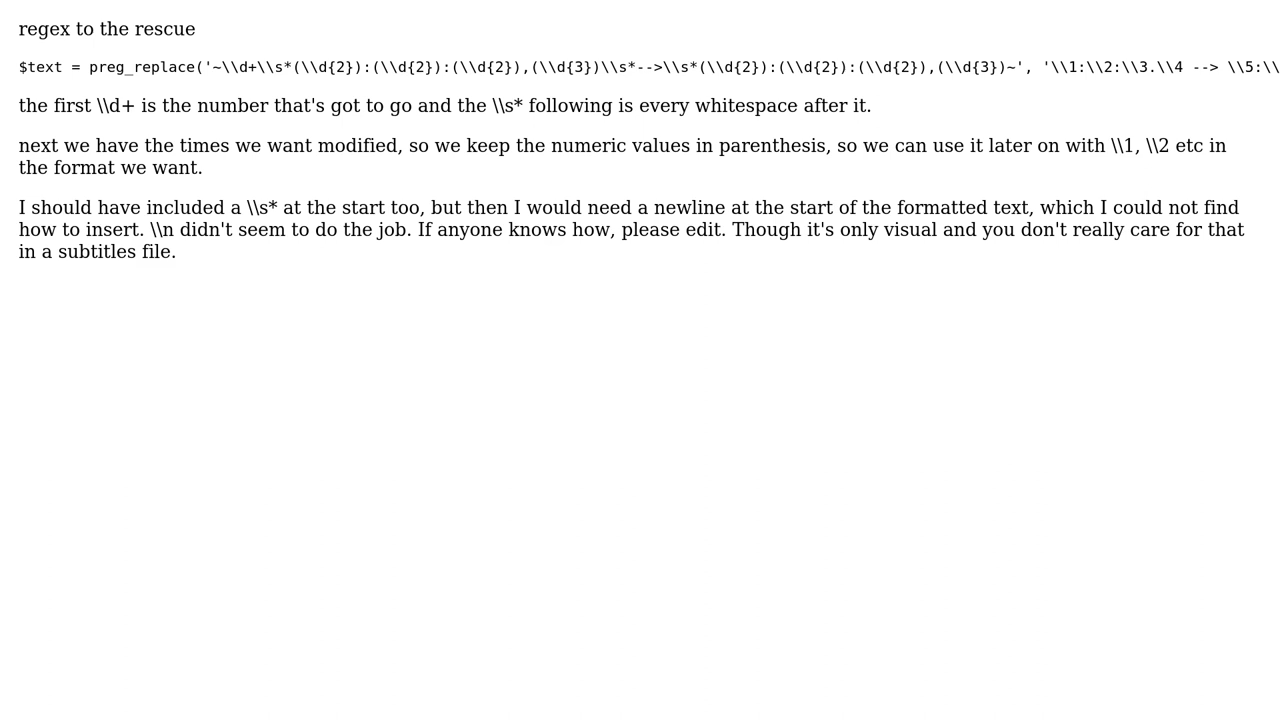 regex to the rescue
$text = preg_replace('~\\d+\\s*(\\d{2}):(\\d{2}):(\\d{2}),(\\d{3})\\s*-->\\s*(\\d{2}):(\\d{2}):(\\d{2}),(\\d{3})~', '\\1:\\2:\\3.\\4 --> \\5:\\
the first \\d+ is the number that's got to go and the \\s* following is every whitespace after it.
next we have the times we want modified, so we keep the numeric values in parenthesis, so we can use it later on with \\1, \\2 etc in
the format we want.
I should have included a \\s* at the start too, but then I would need a newline at the start of the formatted text, which I could not find
how to insert. \\n didn't seem to do the job. If anyone knows how, please edit. Though it's only visual and you don't really care for that
in a subtitles file.